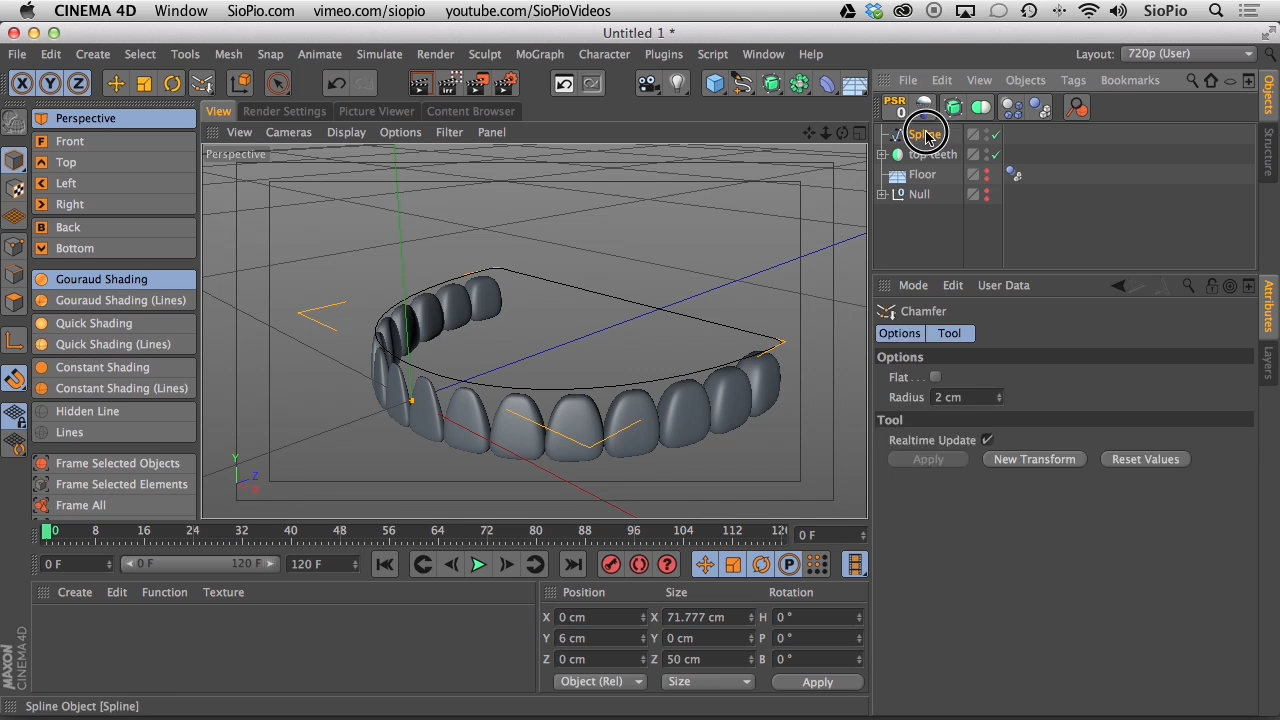 CINEMA 4D Window SioPio.com vimeo.com/siopio youtube.com/SioPioVideos SioPio
Untitled 1 *
File Edit Create Select Tools Mesh Snap Animate Simulate Render Sculpt MoGraph Character Plugins Script Window Help Layout: 720p (User)
X Y Z
File Edit View Objects Tags Bookmarks
Objects
Structure
PSR
0
Perspective
F Front
Top
Left
Right
B Back
Bottom
Gouraud Shading
Gouraud Shading (Lines)
Quick Shading
Quick Shading (Lines)
Constant Shading
Constant Shading (Lines)
Hidden Line
Lines
Frame Selected Objects
Frame Selected Elements
Frame All
View Render Settings Picture Viewer Content Browser
View Cameras Display Options Filter Panel
Perspective
Y
Z
X
Spline
top teeth
Floor
Null
Mode Edit User Data
Attributes
Layers
Chamfer
Options Tool
Options
Flat . . .
Radius 2 cm
Tool
Realtime Update
Apply New Transform Reset Values
0 8 16 24 32 40 48 56 64 72 80 88 96 104 112 0 F
0 F 0 F 120 F 120 F P
Create Edit Function Texture
Position Size Rotation
X 0 cm X 71.777 cm H 0 °
Y 6 cm Y 0 cm P 0 °
Z 0 cm Z 50 cm B 0 °
Object (Rel) Size Apply
MAXON
CINEMA 4D
Spline Object [Spline]